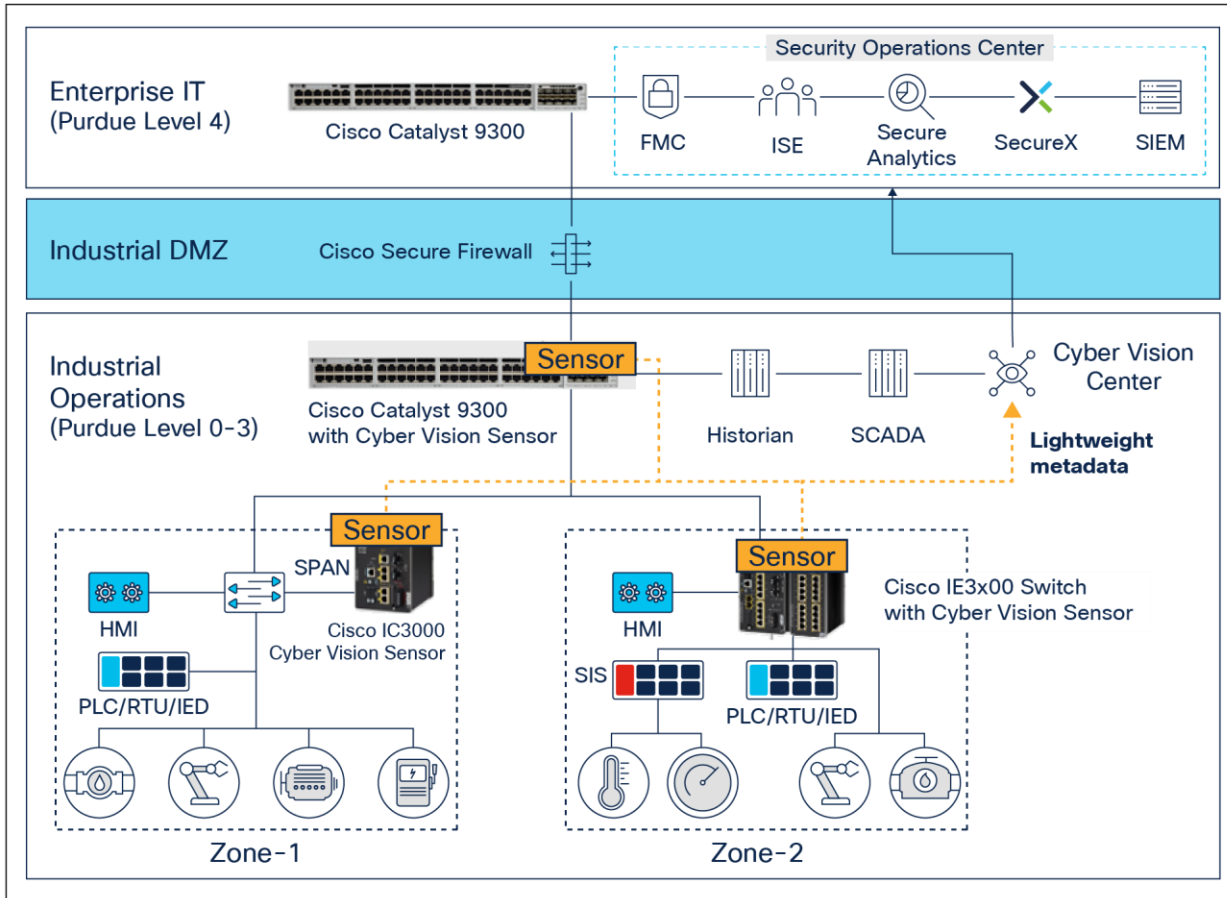 Security Operations Center
Enterprise IT
(Purdue Level 4)
Cisco Catalyst 9300
FMC
ISE
Secure
Analytics
SecureX
SIEM
Industrial DMZ
Cisco Secure Firewall
Industrial
Operations
(Purdue Level 0-3)
Sensor
Cisco Catalyst 9300
with Cyber Vision Sensor
Historian
SCADA
Cyber Vision
Center
Lightweight
metadata
Sensor
SPAN
HMI
Cisco IC3000
Cyber Vision Sensor
PLC/RTU/IED
Zone-1
Sensor
HMI
Cisco IE3x00 Switch
with Cyber Vision Sensor
SIS
PLC/RTU/IED
Zone-2